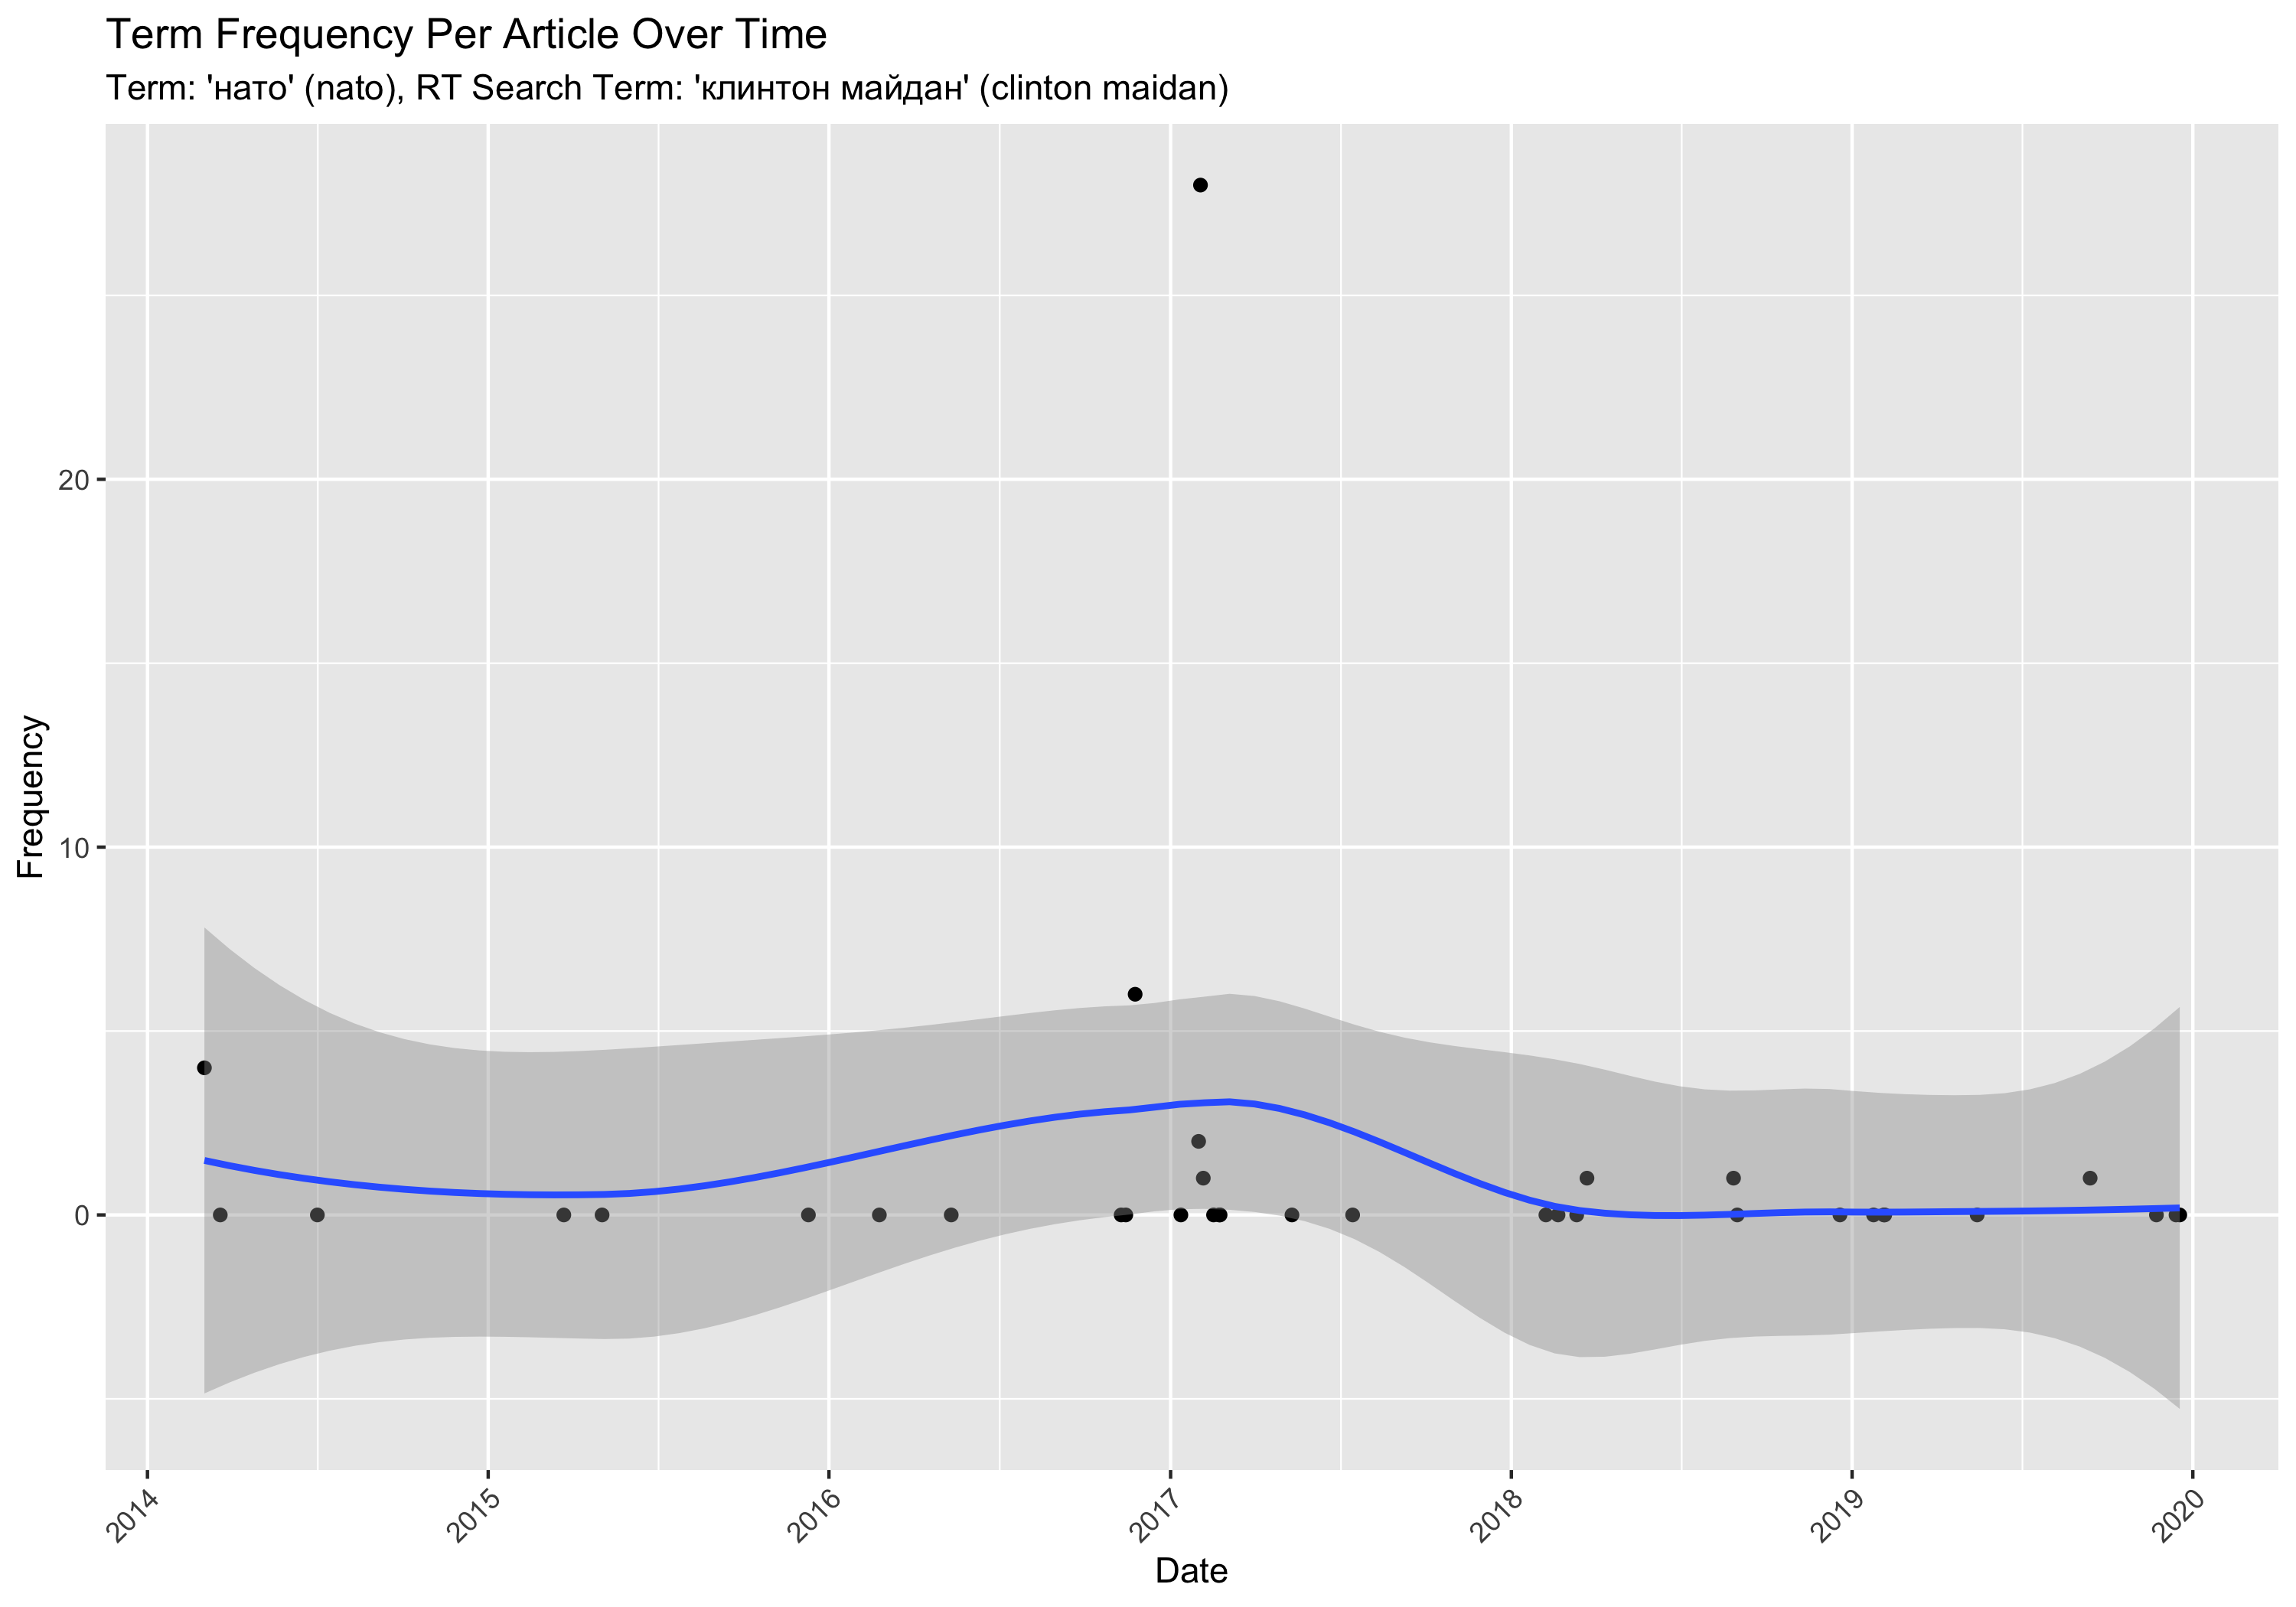 Term Frequency Per Article Over Time
Term: 'нато' (nato), RT Search Term: 'клинтон майдан' (clinton maidan)
Frequency
20
10
0
2014
2015
2016
2017
2018
2019
2020
Date